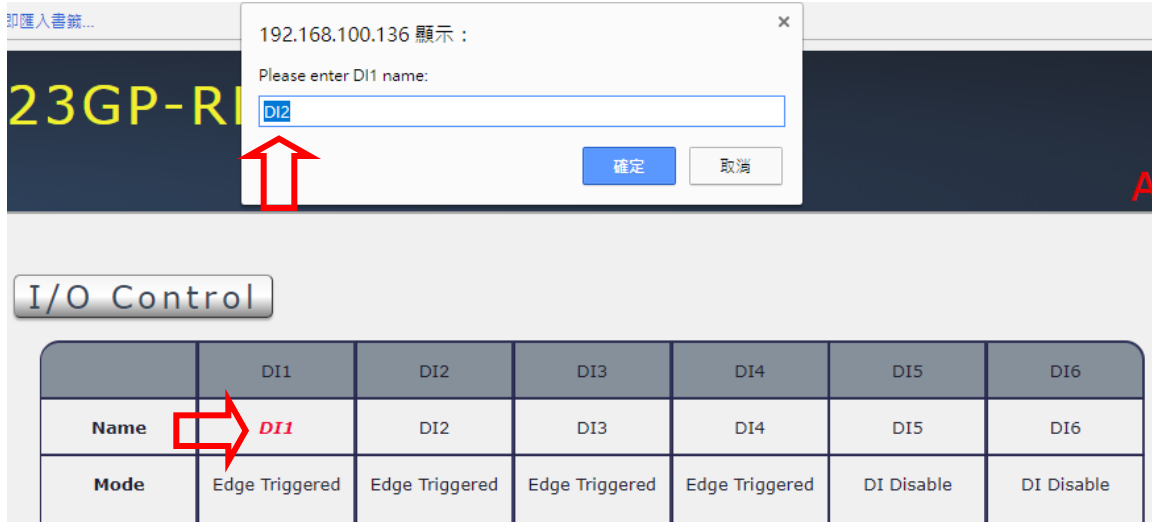 即匯入書籤...
192.168.100.136 顯示：
Please enter DI1 name:
DI2
確定 取消
23GP-R
A
I/O Control
DI1 DI2 DI3 DI4 DI5 DI6
Name DI1 DI2 DI3 DI4 DI5 DI6
Mode Edge Triggered Edge Triggered Edge Triggered Edge Triggered DI Disable DI Disable